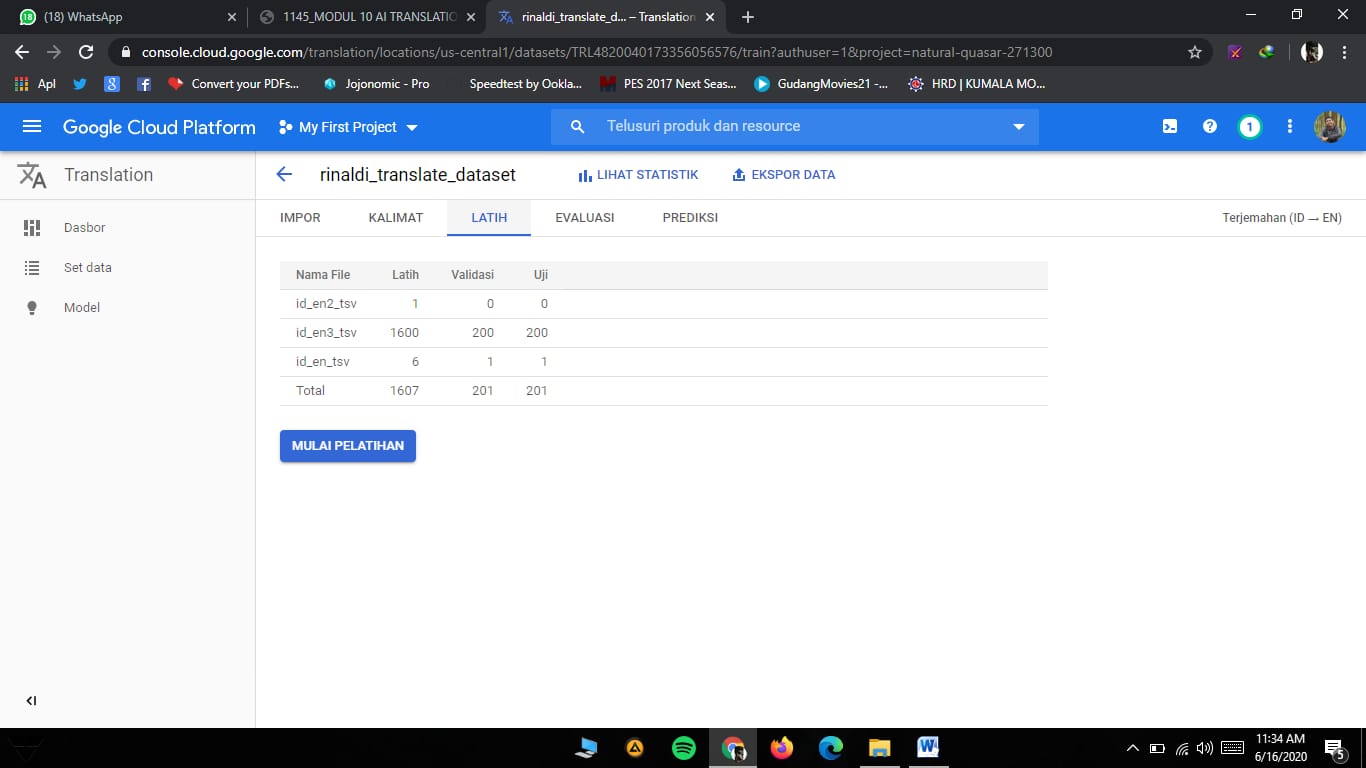 (18) WhatsApp
1145_MODUL 10 AI TRANSLATIO
rinaldi_translate_d... – Translation
console.cloud.google.com/translation/locations/us-central1/datasets/TRL4820040173356056576/train?authuser=1&project=natural-quasar-271300
Apl
Convert your PDFs...
Jojonomic - Pro
Speedtest by Ookla...
PES 2017 Next Seas...
GudangMovies21 -...
HRD | KUMALA MO...
Google Cloud Platform
My First Project
Telusuri produk dan resource
1
Translation
rinaldi_translate_dataset
LIHAT STATISTIK
EKSPOR DATA
Dasbor
Set data
Model
IMPOR KALIMAT LATIH EVALUASI PREDIKSI
Terjemahan (ID → EN)
Nama File Latih Validasi Uji
id_en2_tsv 1 0 0
id_en3_tsv 1600 200 200
id_en_tsv 6 1 1
Total 1607 201 201
MULAI PELATIHAN
11:34 AM
6/16/2020
5